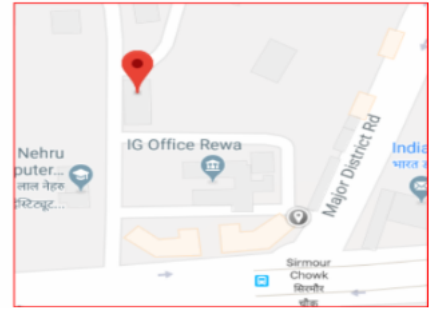 IG Office Rewa
Nehru
puter...
लाल नेहरु
Major District Rd
India
भारत
Sirmour
Chowk
सिरमौर
चौक